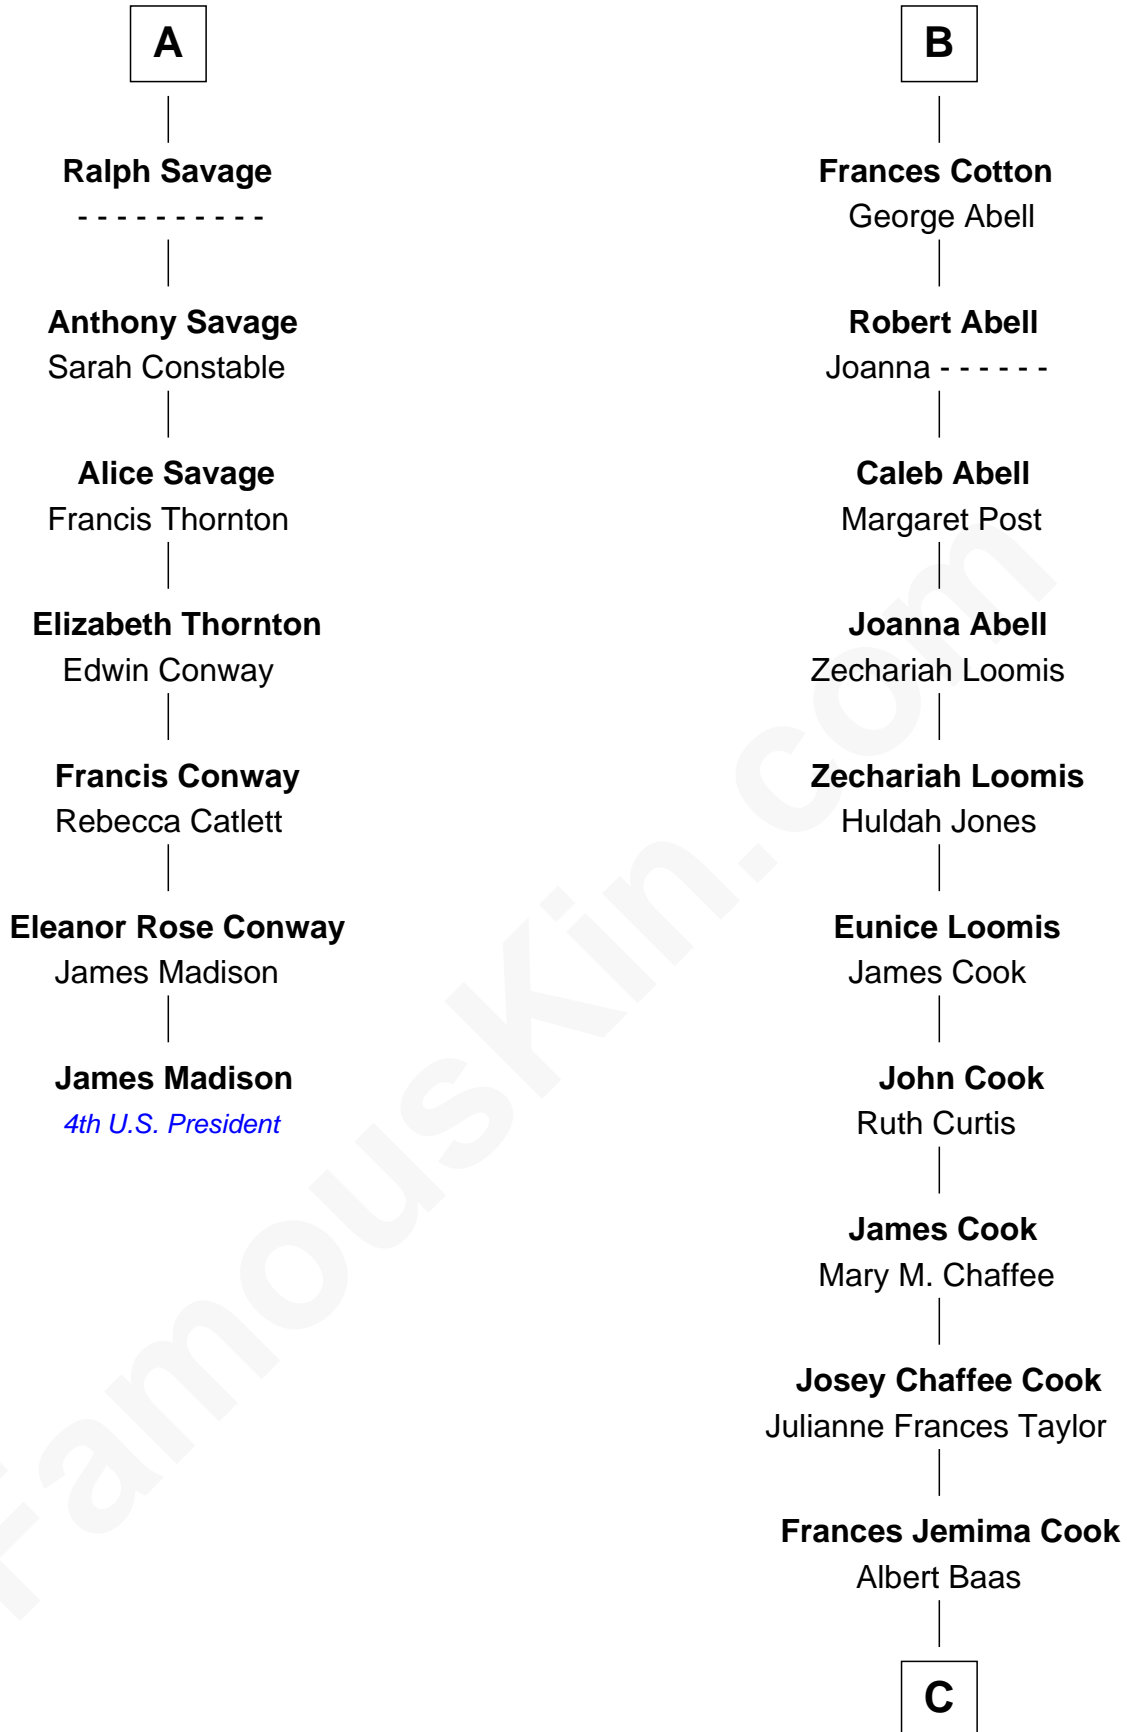 A
Ralph Savage
- - - - - - - - - -
Anthony Savage
Sarah Constable
Alice Savage
Francis Thornton
Elizabeth Thornton
Edwin Conway
Francis Conway
Rebecca Catlett
Eleanor Rose Conway
James Madison
James Madison
4th U.S. President
B
Frances Cotton
George Abell
Robert Abell
Joanna - - - - - -
Caleb Abell
Margaret Post
Joanna Abell
Zechariah Loomis
Zechariah Loomis
Huldah Jones
Eunice Loomis
James Cook
John Cook
Ruth Curtis
James Cook
Mary M. Chaffee
Josey Chaffee Cook
Julianne Frances Taylor
Frances Jemima Cook
Albert Baas
C
FamousKin.com